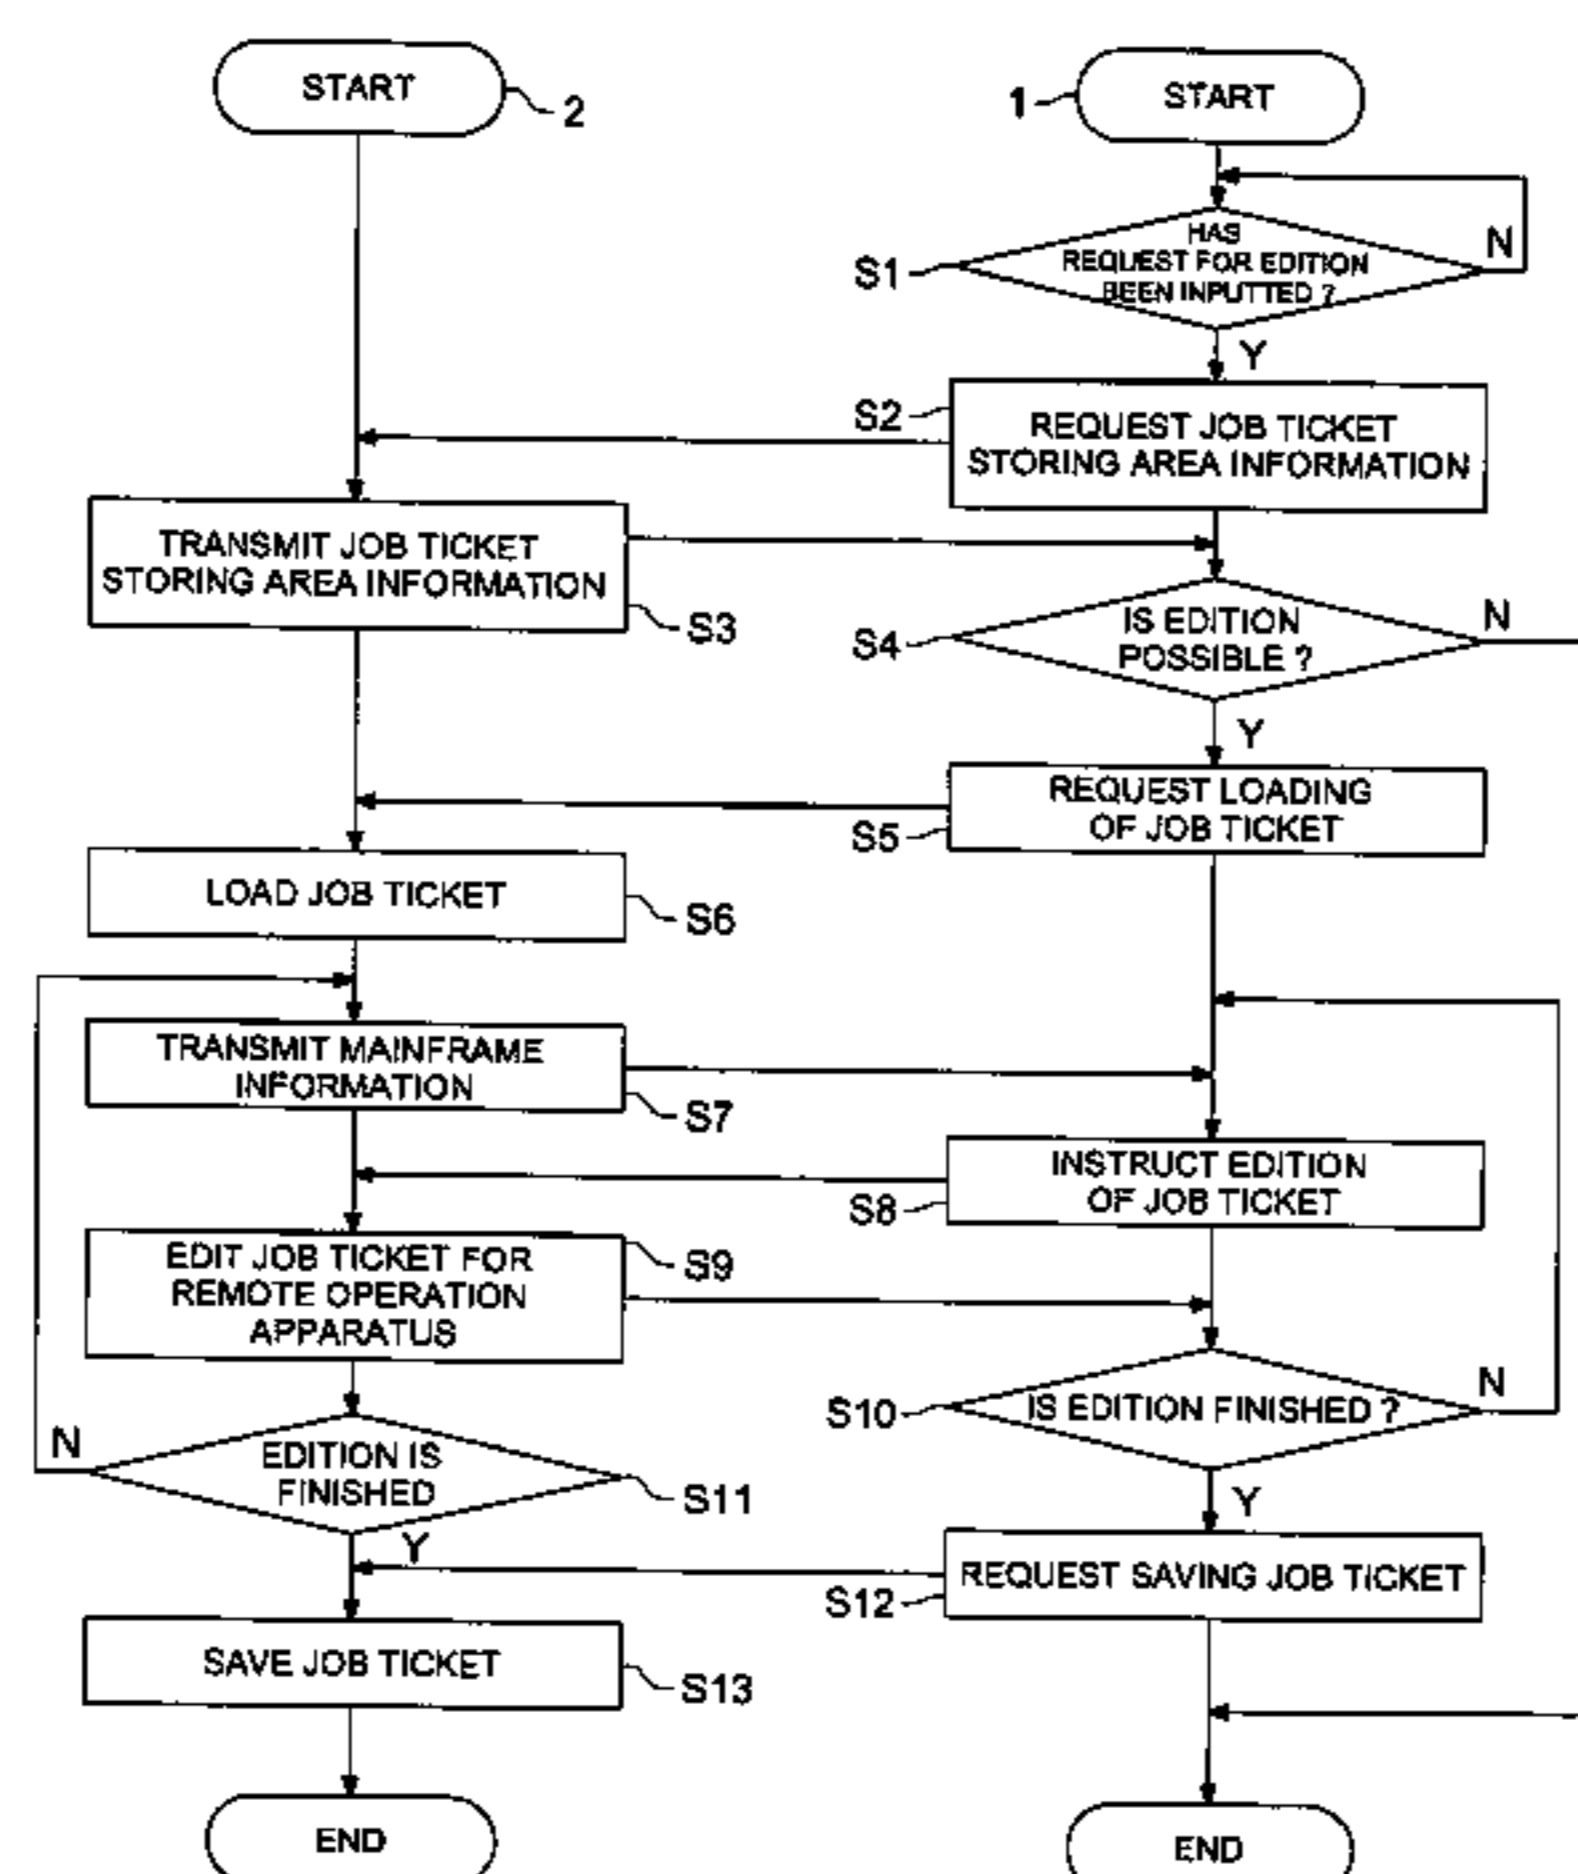 START
2
1
START
HAS
REQUEST FOR EDITION
BEEN INPUTTED ?
S1
N
Y
S2
REQUEST JOB TICKET
STORING AREA INFORMATION
TRANSMIT JOB TICKET
STORING AREA INFORMATION
S3
IS EDITION
POSSIBLE ?
S4
N
Y
REQUEST LOADING
OF JOB TICKET
S5
LOAD JOB TICKET
S6
TRANSMIT MAINFRAME
INFORMATION
S7
INSTRUCT EDITION
OF JOB TICKET
S8
EDIT JOB TICKET FOR
REMOTE OPERATION
APPARATUS
S9
IS EDITION FINISHED ?
S10
N
N
EDITION IS
FINISHED
S11
Y
Y
REQUEST SAVING JOB TICKET
S12
SAVE JOB TICKET
S13
END
END